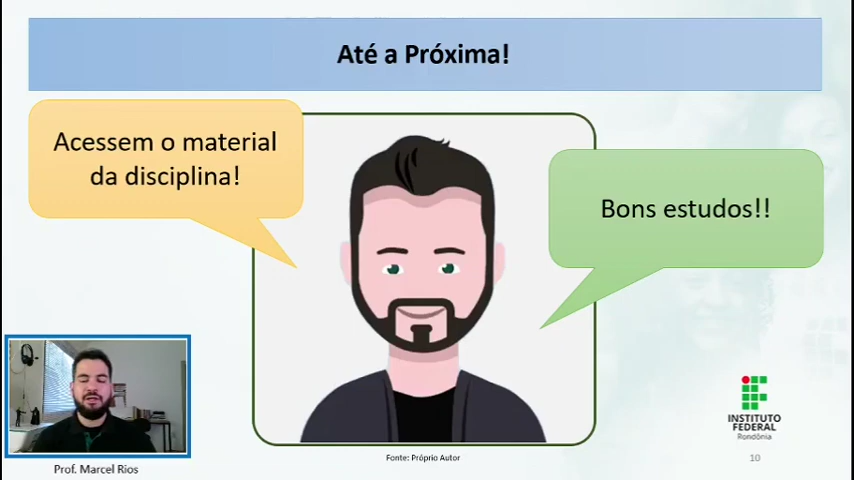 Até a Próxima!
Acessem o material
da disciplina!
Bons estudos!!
INSTITUTO
FEDERAL
Rondônia
Prof. Marcel Rios
Fonte: Próprio Autor
10